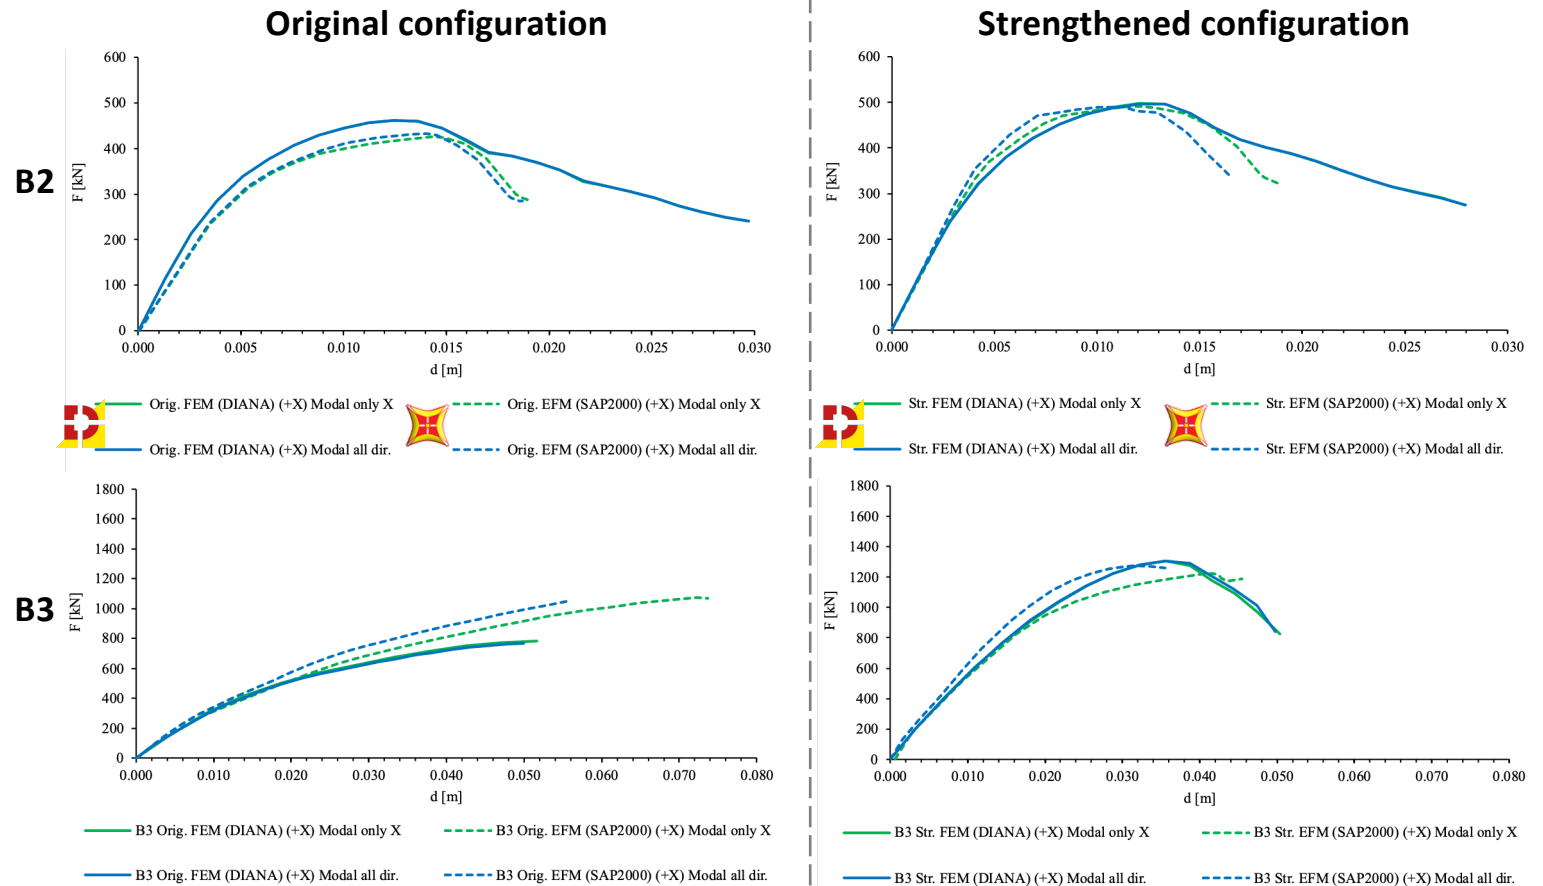 Original configuration
Strengthened configuration
B2
F [kN]
600
500
400
300
200
100
0
0.000 0.005 0.010 0.015 0.020 0.025 0.030
d [m]
Orig. FEM (DIANA) (+X) Modal only X
Orig. EFM (SAP2000) (+X) Modal only X
Orig. FEM (DIANA) (+X) Modal all dir.
Orig. EFM (SAP2000) (+X) Modal all dir.
F [kN]
600
500
400
300
200
100
0
0.000 0.005 0.010 0.015 0.020 0.025 0.030
d [m]
Str. FEM (DIANA) (+X) Modal only X
Str. EFM (SAP2000) (+X) Modal only X
Str. FEM (DIANA) (+X) Modal all dir.
Str. EFM (SAP2000) (+X) Modal all dir.
B3
F [kN]
1800
1600
1400
1200
1000
800
600
400
200
0
0.000 0.010 0.020 0.030 0.040 0.050 0.060 0.070 0.080
d [m]
B3 Orig. FEM (DIANA) (+X) Modal only X
B3 Orig. EFM (SAP2000) (+X) Modal only X
B3 Orig. FEM (DIANA) (+X) Modal all dir.
B3 Orig. EFM (SAP2000) (+X) Modal all dir.
F [kN]
1800
1600
1400
1200
1000
800
600
400
200
0
0.000 0.010 0.020 0.030 0.040 0.050 0.060 0.070 0.080
d [m]
B3 Str. FEM (DIANA) (+X) Modal only X
B3 Str. EFM (SAP2000) (+X) Modal only X
B3 Str. FEM (DIANA) (+X) Modal all dir.
B3 Str. EFM (SAP2000) (+X) Modal all dir.